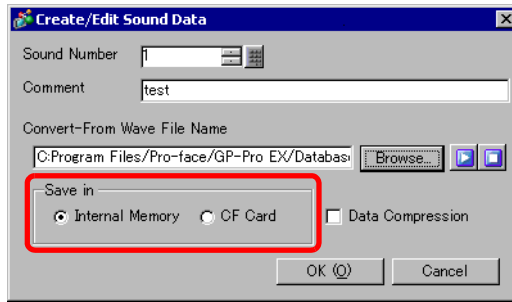 Create/Edit Sound Data
Sound Number 1
Comment test
Convert-From Wave File Name
C:Program Files/Pro-face/GP-Pro EX/Databas Browse...
Save in
Internal Memory CF Card Data Compression
OK (O) Cancel